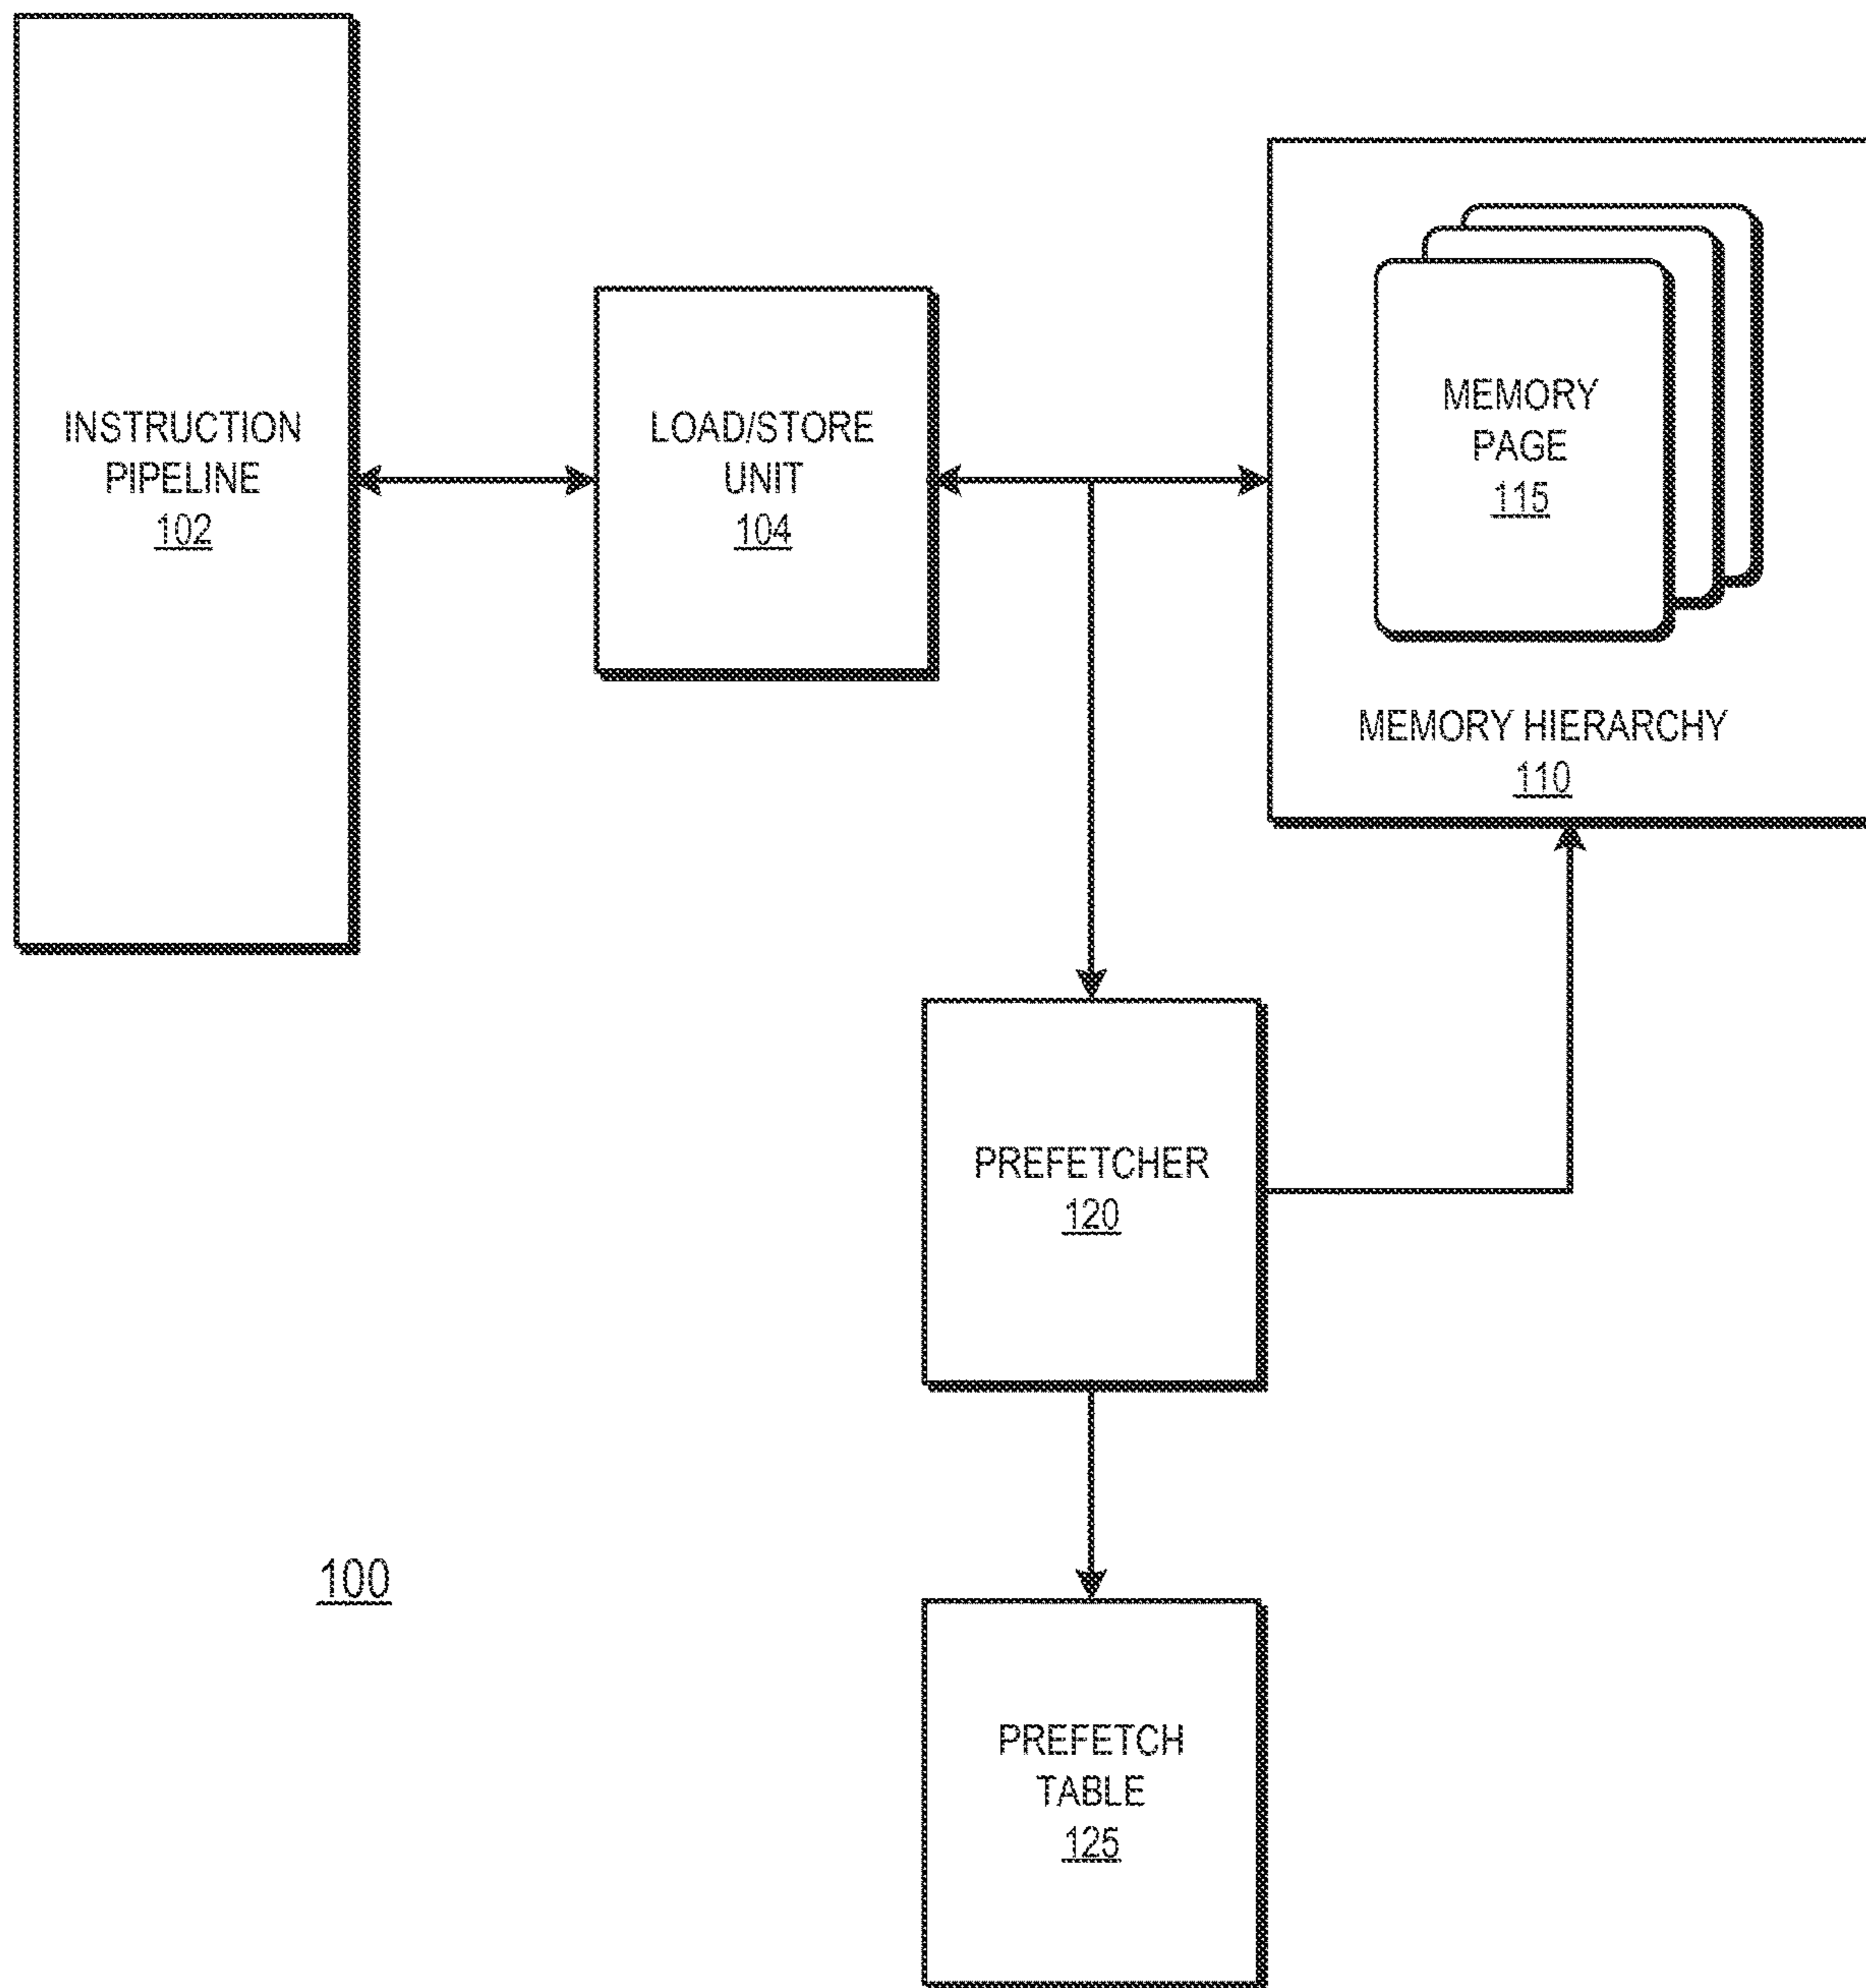 INSTRUCTION
PIPELINE
102
LOAD/STORE
UNIT
104
MEMORY
PAGE
115
MEMORY HIERARCHY
110
PREFETCHER
120
100
PREFETCH
TABLE
125